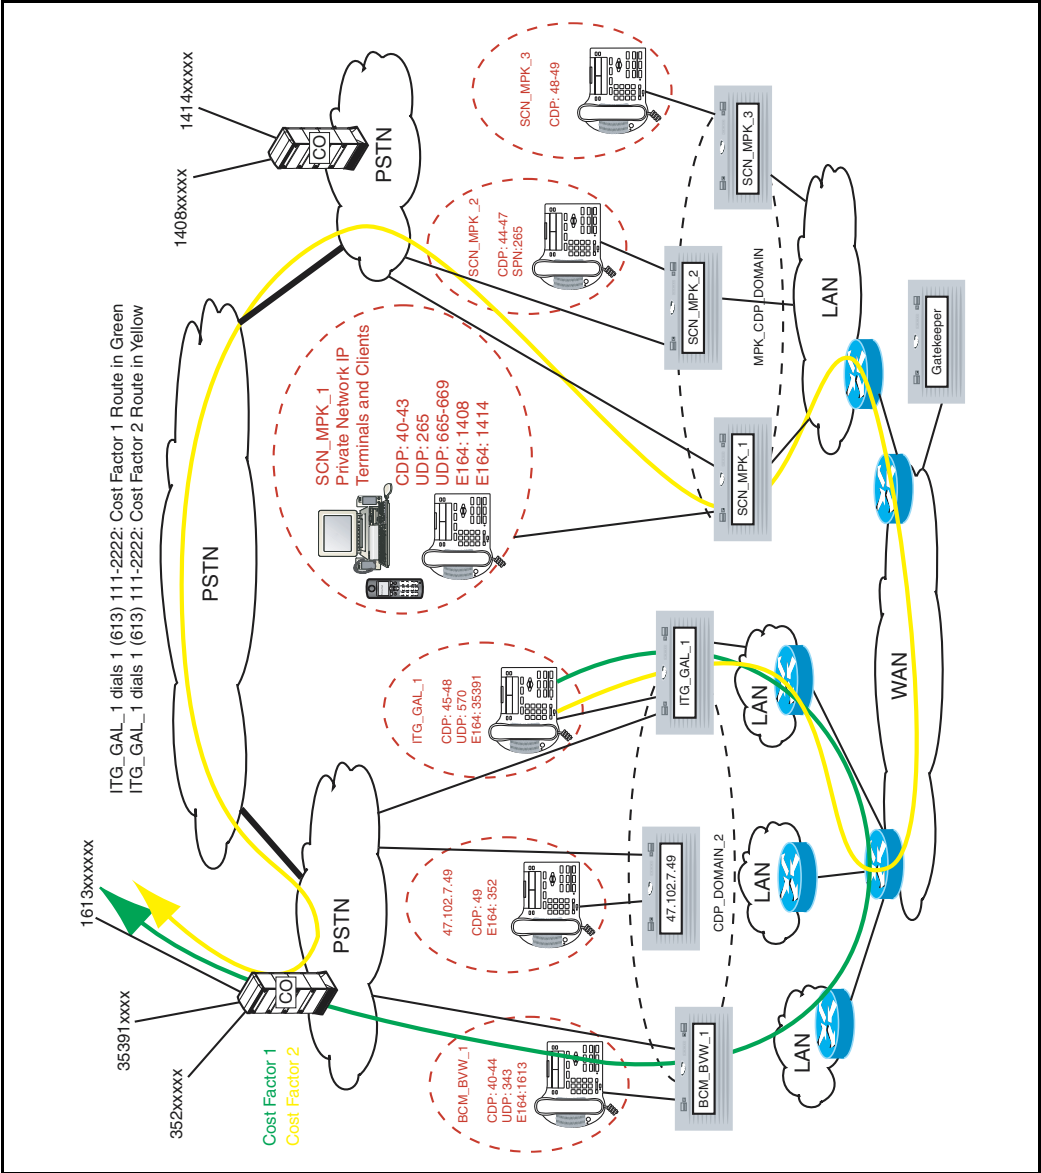 ITG_GAL_1 dials 1 (613) 111-2222: Cost Factor 1 Route in Green
ITG_GAL_1 dials 1 (613) 111-2222: Cost Factor 2 Route in Yellow
352xxxxx
35391xxxx
1613xxxxxxx
1408xxxxx
1414xxxxx
Cost Factor 1
Cost Factor 2
CO
PSTN
PSTN
CO
PSTN
BCM_BVW_1
CDP: 40-44
UDP: 343
E164:1613
47.102.7.49
CDP: 49
E164: 352
ITG_GAL_1
CDP: 45-48
UDP: 570
E164: 35391
SCN_MPK_1
Private Network IP
Terminals and Clients
CDP: 40-43
UDP: 265
UDP: 665-669
E164: 1408
E164: 1414
SCN_MPK _2
CDP: 44-47
SPN:265
SCN_MPK_3
CDP: 48-49
BCM_BVW_1
47.102.7.49
ITG_GAL_1
SCN_MPK_1
SCN_MPK_2
SCN_MPK_3
CDP_DOMAIN_2
MPK_CDP_DOMAIN
LAN
LAN
LAN
LAN
WAN
Gatekeeper